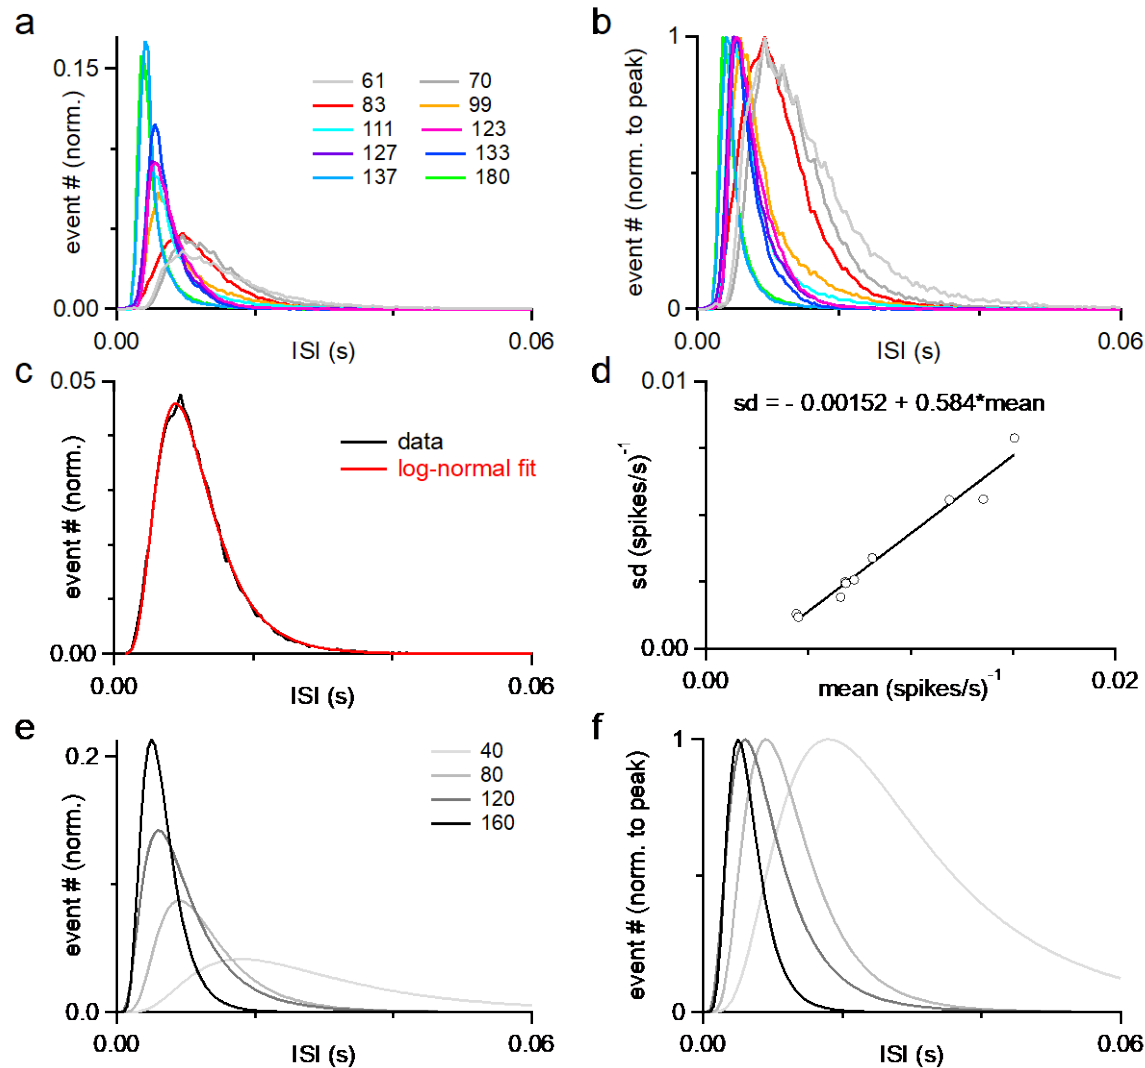 a
event # (norm.)
0.15
0.00
61 70
83 99
111 123
127 133
137 180
0.00 0.06
ISI (s)
b
event # (norm. to peak)
1
0
0.00 0.06
ISI (s)
c
event # (norm.)
0.05
0.00
data
log-normal fit
0.00 0.06
ISI (s)
d
sd (spikes/s)-1
0.01
0.00
sd = - 0.00152 + 0.584*mean
0.00 0.02
mean (spikes/s)-1
e
event # (norm.)
0.2
0.0
40
80
120
160
0.00 0.06
ISI (s)
f
event # (norm. to peak)
1
0
0.00 0.06
ISI (s)